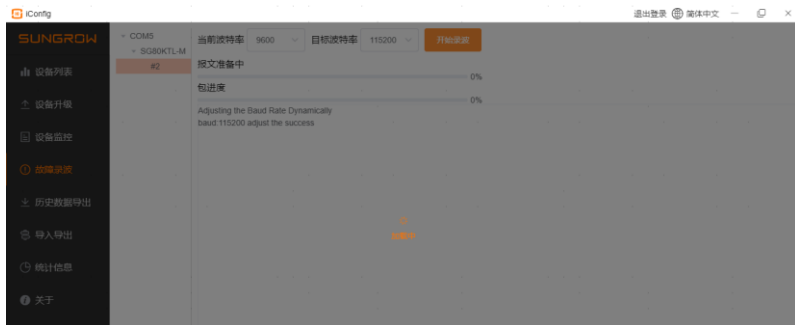 iConfig
退出登录 简体中文
SUNGROW
设备列表
设备升级
设备监控
故障录波
历史数据导出
导入导出
统计信息
关于
COM5
SG80KTL-M
#2
当前波特率 9600 目标波特率 115200 开始录波
报文准备中
0%
包进度
0%
Adjusting the Baud Rate Dynamically
baud:115200 adjust the success